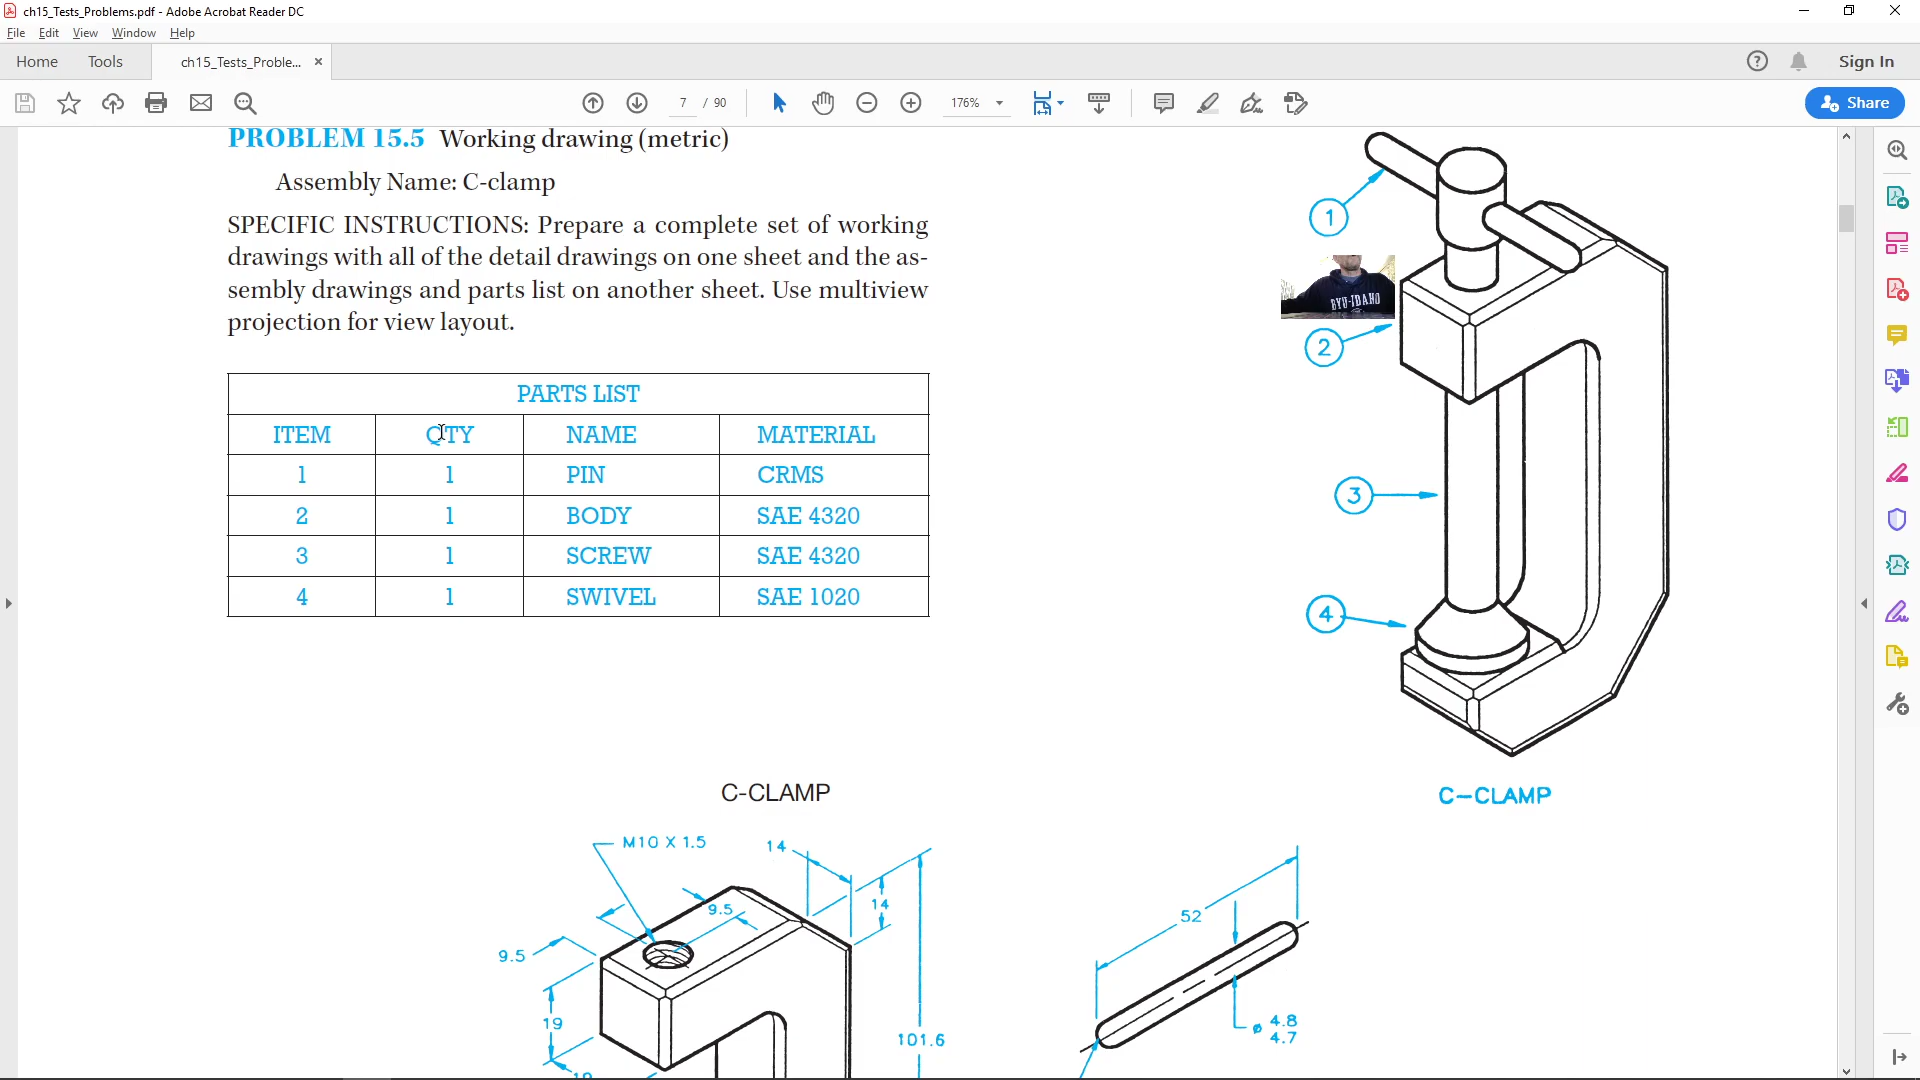 ch15_Tests_Problems.pdf - Adobe Acrobat Reader DC
File Edit View Window Help
Home Tools ch15_Tests_Proble... × Sign In
7 / 90 176% Share
PROBLEM 15.5 Working drawing (metric)
Assembly Name: C-clamp
SPECIFIC INSTRUCTIONS: Prepare a complete set of working
drawings with all of the detail drawings on one sheet and the as-
sembly drawings and parts list on another sheet. Use multiview
projection for view layout.
PARTS LIST
ITEM QTY NAME MATERIAL
1 1 PIN CRMS
2 1 BODY SAE 4320
3 1 SCREW SAE 4320
4 1 SWIVEL SAE 1020
1
BYU-IDAHO
2
3
4
C-CLAMP
C-CLAMP
M10 X 1.5
14
14
9.5
9.5
19
101.6
52
ø 4.8
4.7